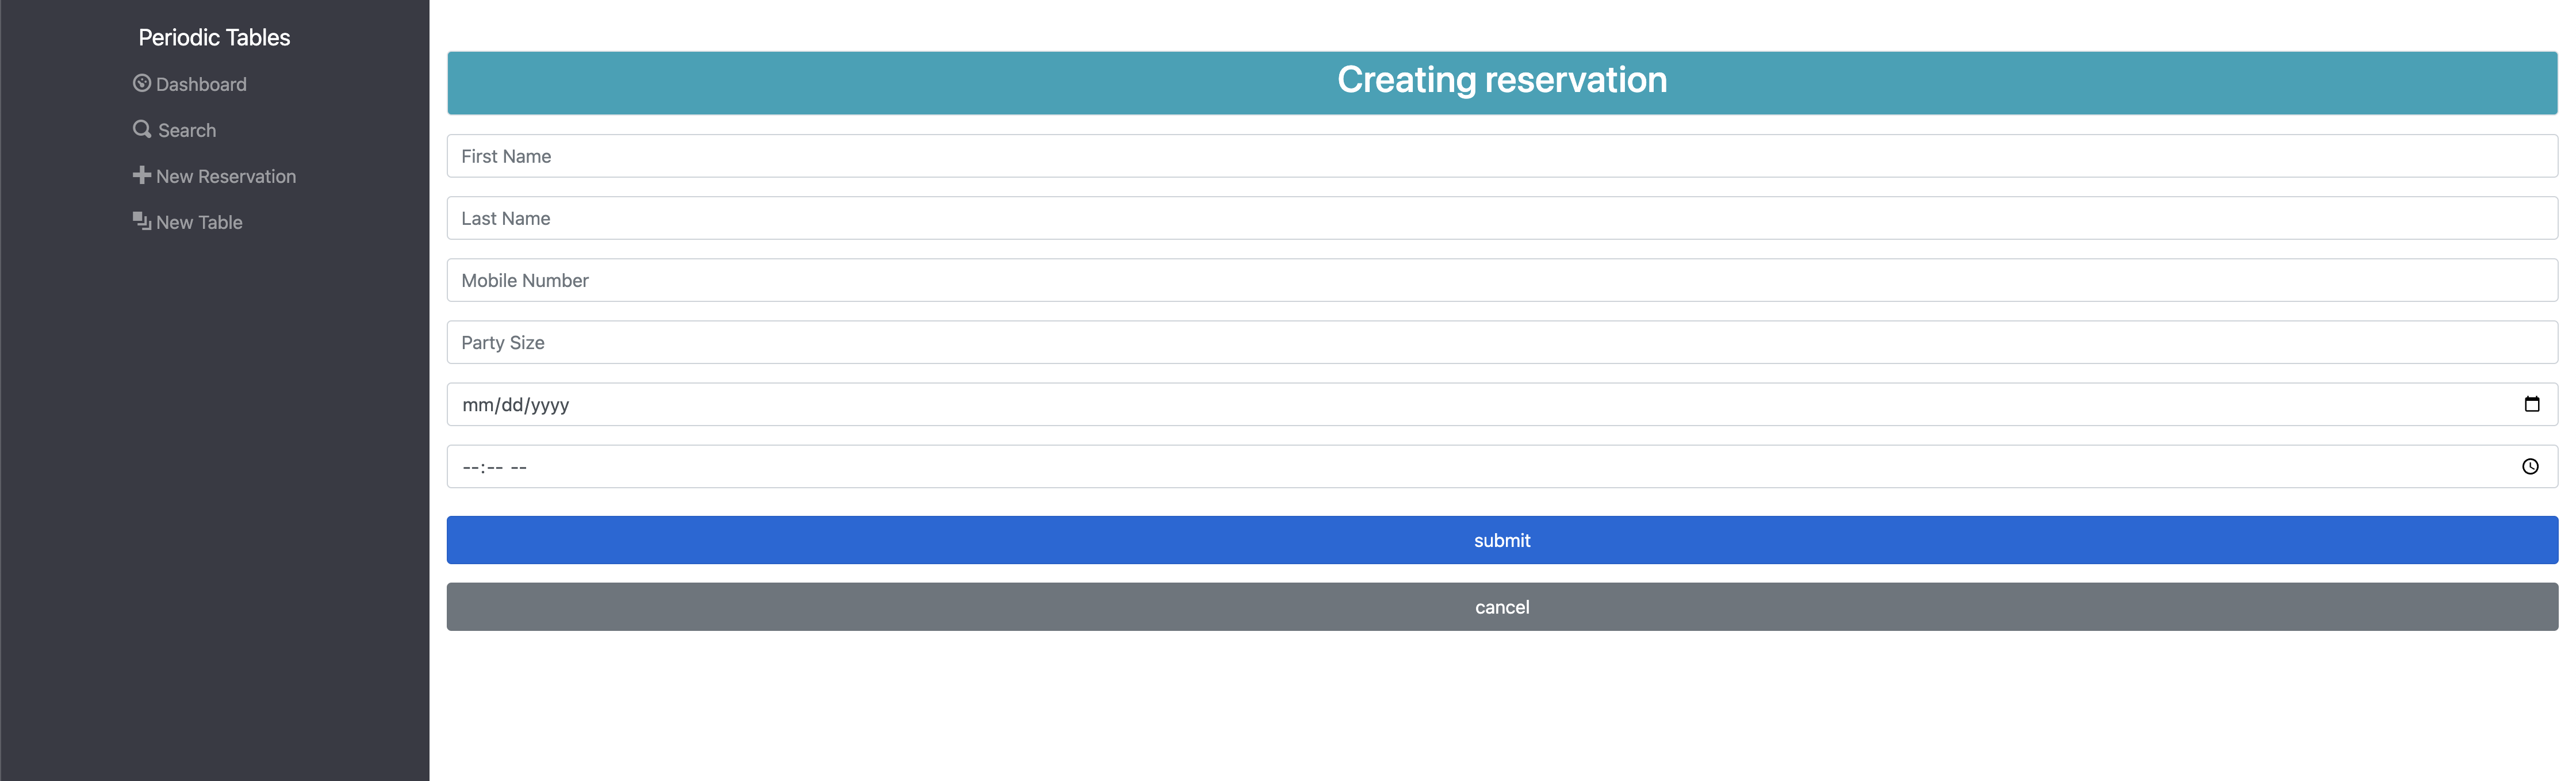 Periodic Tables
Dashboard
Search
New Reservation
New Table
Creating reservation
First Name
Last Name
Mobile Number
Party Size
mm/dd/yyyy
--:-- --
submit
cancel